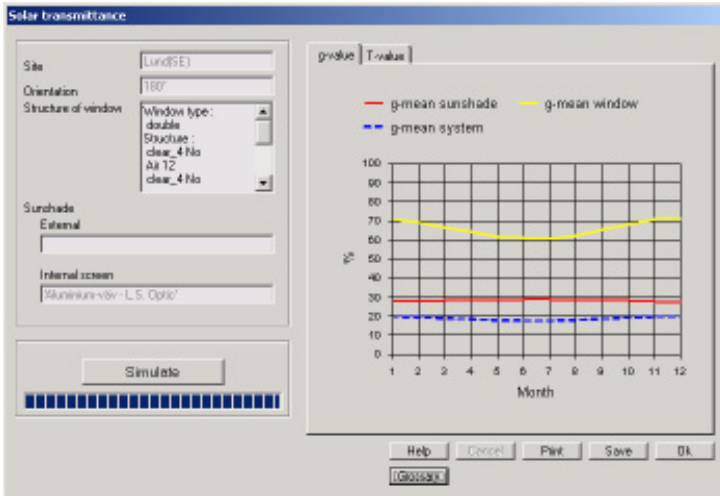 Solar transmittance
Site
Lund(SE)
Orientation
180°
Structure of window
Window type :
double
Structure :
clear_4 No
Air 12
clear_4 No
Sunshade
External
Internal screen
'Aluminium-väv - L.S. Optic'
Simulate
g-value T-value
g-mean sunshade g-mean window
g-mean system
100
90
80
70
60
50
40
30
20
10
0
%
1 2 3 4 5 6 7 8 9 10 11 12
Month
Help Cancel Print Save Ok
Glossary